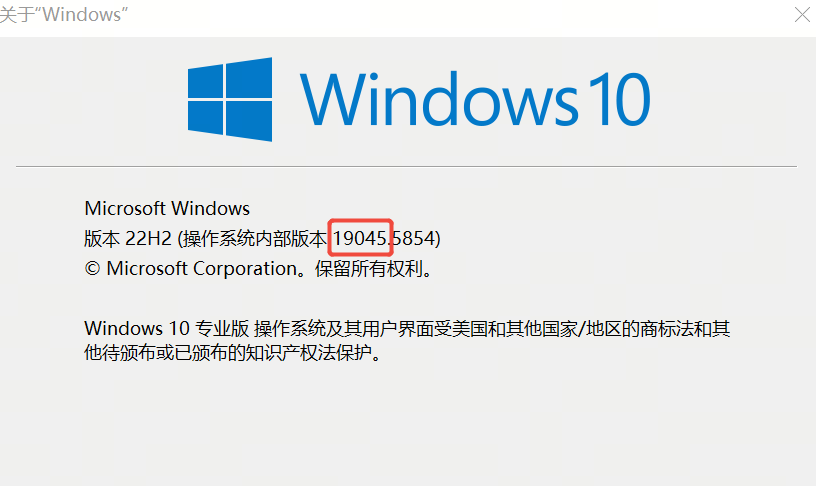 关于“Windows”
Windows 10
Microsoft Windows
版本 22H2 (操作系统内部版本 19045.5854)
© Microsoft Corporation。保留所有权利。
Windows 10 专业版 操作系统及其用户界面受美国和其他国家/地区的商标法和其
他待颁布或已颁布的知识产权法保护。